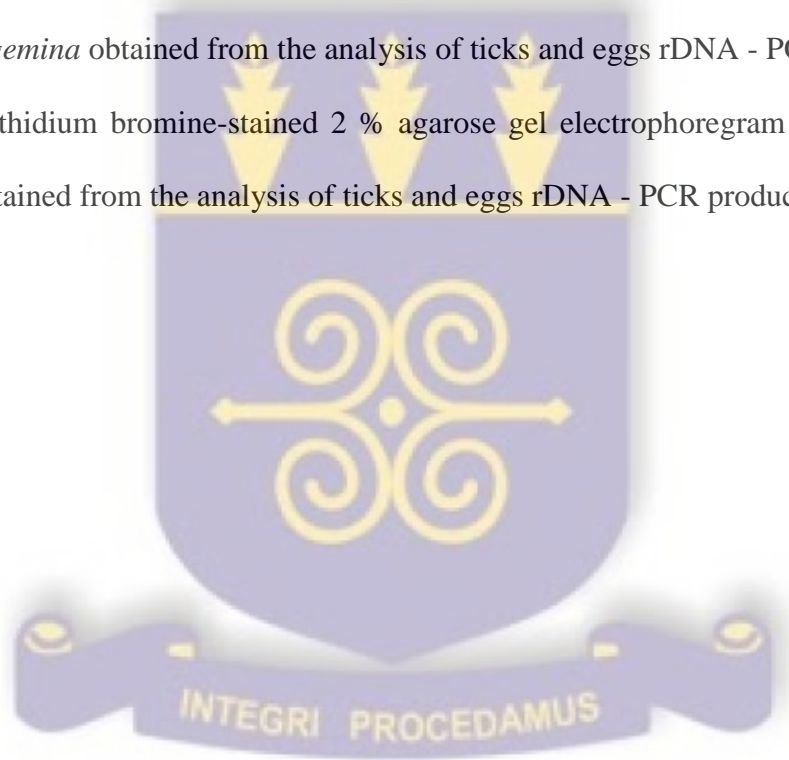 emina obtained from the analysis of ticks and eggs rDNA - PC
thidium bromine-stained 2 % agarose gel electrophoregram
tained from the analysis of ticks and eggs rDNA - PCR produc
INTEGRI PROCEDAMUS